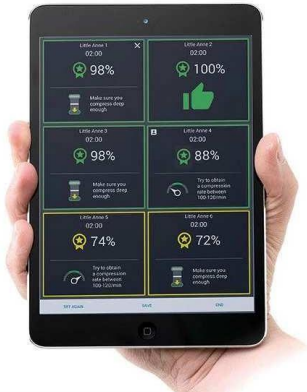 Little Anne 1
02:00
98%
Make sure you
compress deep
enough
Little Anne 2
02:00
100%
Little Anne 3
02:00
98%
Make sure you
compress deep
enough
Little Anne 4
02:00
88%
Try to obtain
a compression
rate between
100-120/min
Little Anne 5
02:00
74%
Try to obtain
a compression
rate between
100-120/min
Little Anne 6
02:00
72%
Make sure you
compress deep
enough
TRY AGAIN
SAVE
END